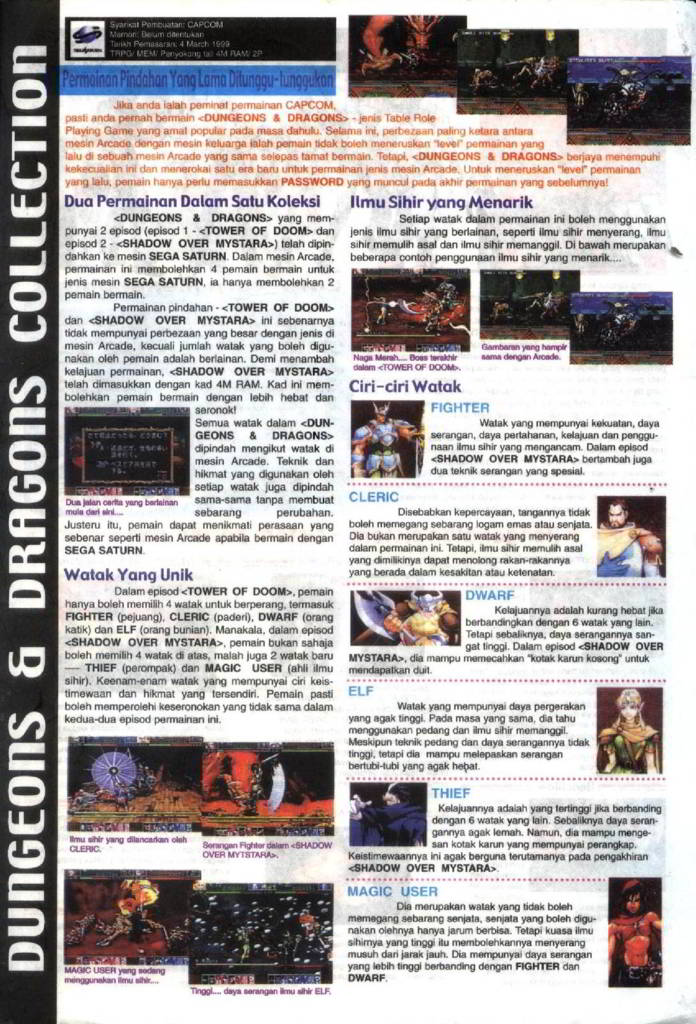 DUNGEONS & DRAGONS COLLECTION
Syarikat Pembuatan: CAPCOM
Memori: Belum ditentukan
Tarikh Pemasaran: 4 March 1999
TRPG/ MEM/ Penyokong tali 4M RAM/ 2P
Permainan Pindahan Yang Lama Ditunggu-tunggukan
Jika anda ialah peminat permainan CAPCOM,
pasti anda pernah bermain <DUNGEONS & DRAGONS> - jenis Table Role
Playing Game yang amat popular pada masa dahulu. Selama ini, perbezaan paling ketara antara
mesin Arcade dengan mesin keluarga ialah pemain tidak boleh meneruskan "level" permainan yang
lalu di sebuah mesin Arcade yang sama selepas tamat bermain. Tetapi, <DUNGEONS & DRAGONS> berjaya menempuhi
kekecualian ini dan menerokai satu era baru untuk permainan jenis mesin Arcade. Untuk meneruskan "level" permainan
yang lalu, pemain hanya perlu memasukkan PASSWORD yang muncul pada akhir permainan yang sebelumnya!
Dua Permainan Dalam Satu Koleksi
<DUNGEONS & DRAGONS> yang mem-
punyai 2 episod (episod 1 - <TOWER OF DOOM> dan
episod 2 - <SHADOW OVER MYSTARA>) telah dipin-
dahkan ke mesin SEGA SATURN. Dalam mesin Arcade,
permainan ini membolehkan 4 pemain bermain untuk
jenis mesin SEGA SATURN, ia hanya membolehkan 2
pemain bermain.
Permainan pindahan - <TOWER OF DOOM>
dan <SHADOW OVER MYSTARA> ini sebenarnya
tidak mempunyai perbezaan yang besar dengan jenis di
mesin Arcade, kecuali jumlah watak yang boleh digu-
nakan oleh pemain adalah berlainan. Demi menambah
kelajuan permainan, <SHADOW OVER MYSTARA>
telah dimasukkan dengan kad 4M RAM. Kad ini mem-
bolehkan pemain bermain dengan lebih hebat dan
seronok!
Semua watak dalam <DUN-
GEONS & DRAGONS>
dipindah mengikut watak di
mesin Arcade. Teknik dan
hikmat yang digunakan oleh
setiap watak juga dipindah
sama-sama tanpa membuat
sebarang perubahan.
Dua jalan cerita yang berlainan
mula dari sini....
Justeru itu, pemain dapat menikmati perasaan yang
sebenar seperti mesin Arcade apabila bermain dengan
SEGA SATURN.
Watak Yang Unik
Dalam episod <TOWER OF DOOM>, pemain
hanya boleh memilih 4 watak untuk berperang, termasuk
FIGHTER (pejuang), CLERIC (paderi), DWARF (orang
katik) dan ELF (orang bunian). Manakala, dalam episod
<SHADOW OVER MYSTARA>, pemain bukan sahaja
boleh memilih 4 watak di atas, malah juga 2 watak baru
— THIEF (perompak) dan MAGIC USER (ahli ilmu
sihir). Keenam-enam watak yang mempunyai ciri keis-
timewaan dan hikmat yang tersendiri. Pemain pasti
boleh memperolehi keseronokan yang tidak sama dalam
kedua-dua episod permainan ini.
Ilmu sihir yang dilancarkan oleh
CLERIC.
Serangan Fighter dalam <SHADOW
OVER MYTSTARA>.
MAGIC USER yang sedang
menggunakan ilmu sihir....
Tinggi.... daya serangan ilmu sihir ELF.
Ilmu Sihir yang Menarik
Setiap watak dalam permainan ini boleh menggunakan
jenis ilmu sihir yang berlainan, seperti ilmu sihir menyerang, ilmu
sihir memulih asal dan ilmu sihir memanggil. Di bawah merupakan
beberapa contoh penggunaan ilmu sihir yang menarik....
Naga Merah.... Boss terakhir
dalam <TOWER OF DOOM>.
Gambaran yang hampir
sama dengan Arcade.
Ciri-ciri Watak
FIGHTER
Watak yang mempunyai kekuatan, daya
serangan, daya pertahanan, kelajuan dan penggu-
naan ilmu sihir yang mengancam. Dalam episod
<SHADOW OVER MYSTARA> bertambah juga
dua teknik serangan yang spesial.
CLERIC
Disebabkan kepercayaan, tangannya tidak
boleh memegang sebarang logam emas atau senjata.
Dia bukan merupakan satu watak yang menyerang
dalam permainan ini. Tetapi, ilmu sihir memulih asal
yang dimilikinya dapat menolong rakan-rakannya
yang berada dalam kesakitan atau ketenatan.
DWARF
Kelajuannya adalah kurang hebat jika
berbandingkan dengan 6 watak yang lain.
Tetapi sebaliknya, daya serangannya san-
gat tinggi. Dalam episod <SHADOW OVER
MYSTARA>, dia mampu memecahkan "kotak karun kosong" untuk
mendapatkan duit.
ELF
Watak yang mempunyai daya pergerakan
yang agak tinggi. Pada masa yang sama, dia tahu
menggunakan pedang dan ilmu sihir memanggil.
Meskipun teknik pedang dan daya serangannya tidak
tinggi, tetapi dia mampu melepaskan serangan
bertubi-tubi yang agak hebat.
THIEF
Kelajuannya adalah yang tertinggi jika berbanding
dengan 6 watak yang lain. Sebaliknya daya seran-
gannya agak lemah. Namun, dia mampu menge-
san kotak karun yang mempunyai perangkap.
Keistimewaannya ini agak berguna terutamanya pada pengakhiran
<SHADOW OVER MYSTARA>.
MAGIC USER
Dia merupakan watak yang tidak boleh
memegang sebarang senjata, senjata yang boleh digu-
nakan olehnya hanya jarum berbisa. Tetapi kuasa ilmu
sihirnya yang tinggi itu membolehkannya menyerang
musuh dari jarak jauh. Dia mempunyai daya serangan
yang lebih tinggi berbanding dengan FIGHTER dan
DWARF.